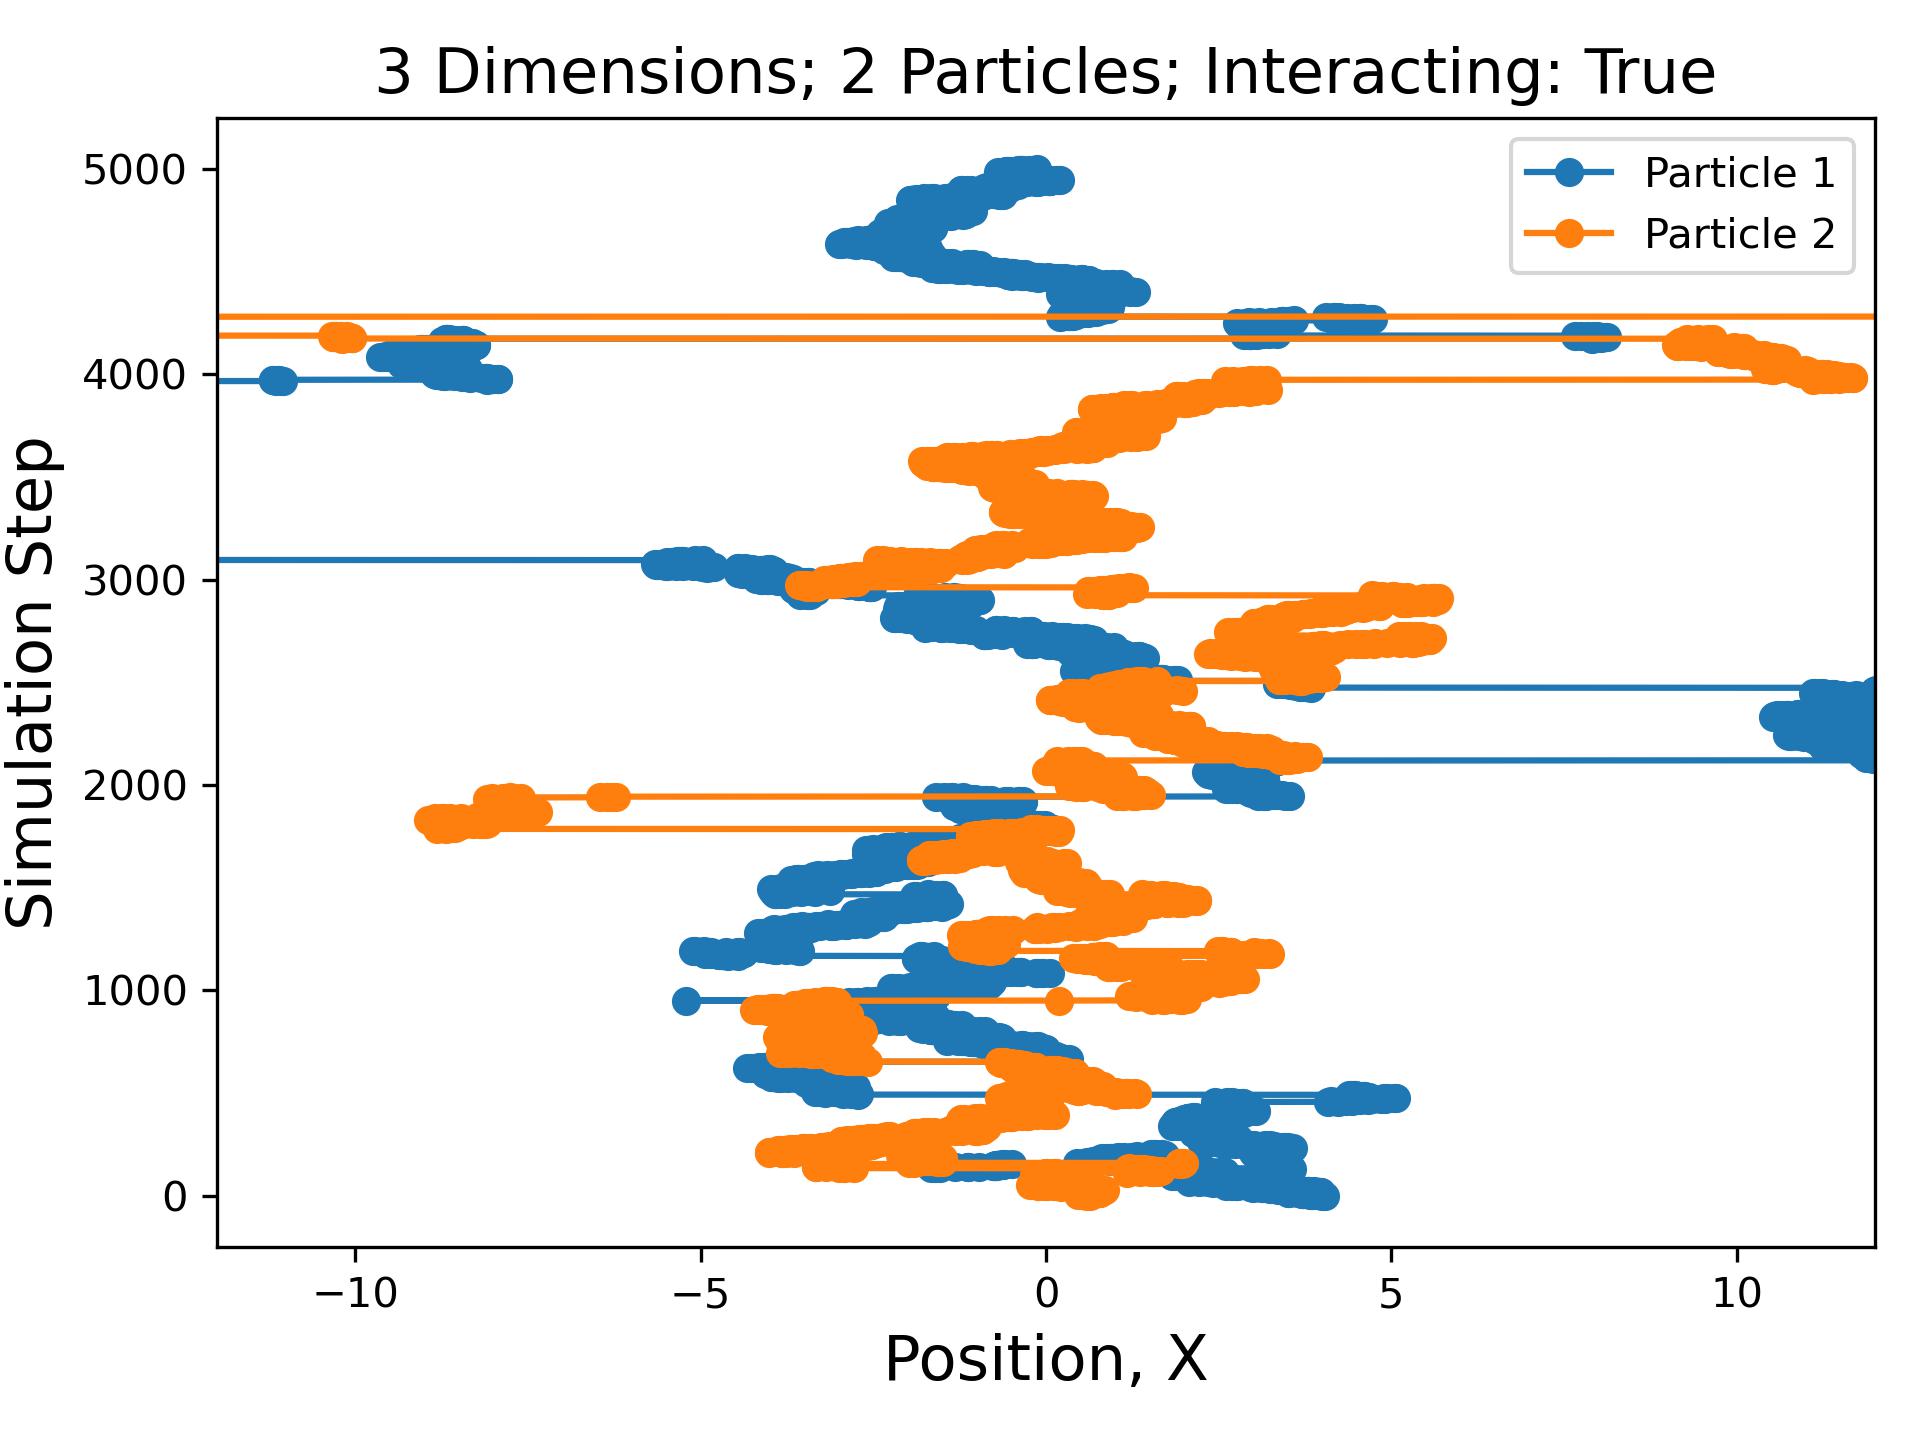 3 Dimensions; 2 Particles; Interacting: True
Particle 1
Particle 2
5000
4000
3000
2000
1000
0
Simulation Step
−10
−5
0
5
10
Position, X